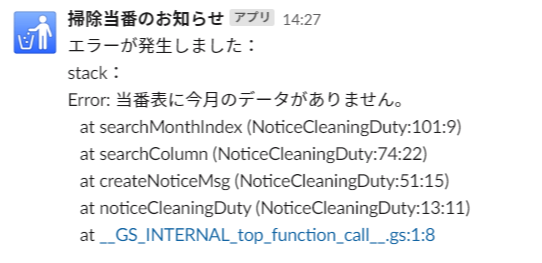 掃除当番のお知らせ アプリ 14:27
エラーが発生しました：
stack：
Error: 当番表に今月のデータがありません。
at searchMonthIndex (NoticeCleaningDuty:101:9)
at searchColumn (NoticeCleaningDuty:74:22)
at createNoticeMsg (NoticeCleaningDuty:51:15)
at noticeCleaningDuty (NoticeCleaningDuty:13:11)
at __GS_INTERNAL_top_function_call__.gs:1:8